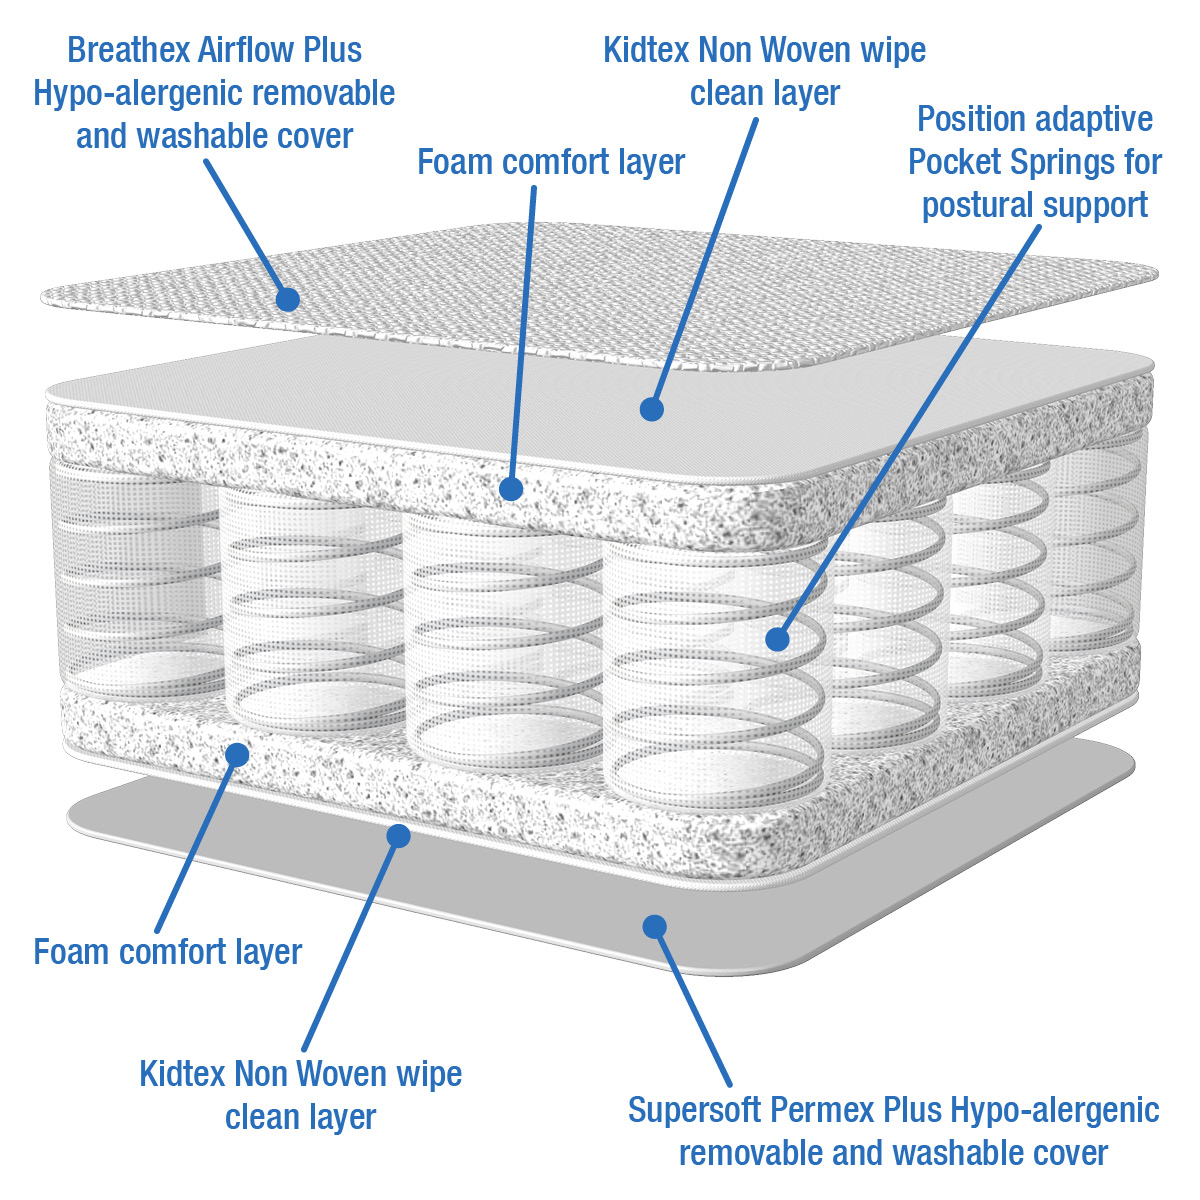 Breathex Airflow Plus
Hypo-alergenic removable
and washable cover
Kidtex Non Woven wipe
clean layer
Foam comfort layer
Position adaptive
Pocket Springs for
postural support
Foam comfort layer
Kidtex Non Woven wipe
clean layer
Supersoft Permex Plus Hypo-alergenic
removable and washable cover